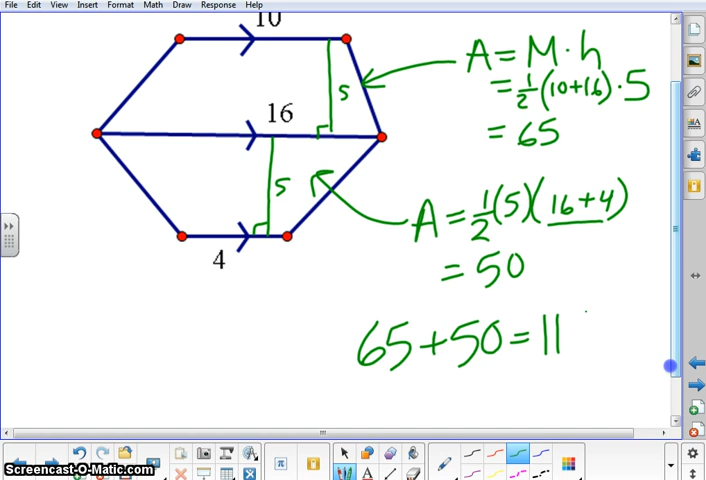 File Edit View Insert Format Tools Draw Response Help
10
A = M · h
= 1/2 (10+16) · 5
= 65
5
16
5
A = 1/2 (5)(16+4)
= 50
4
65+50=11
π
A
SCREENCAST-O-MATIC.com